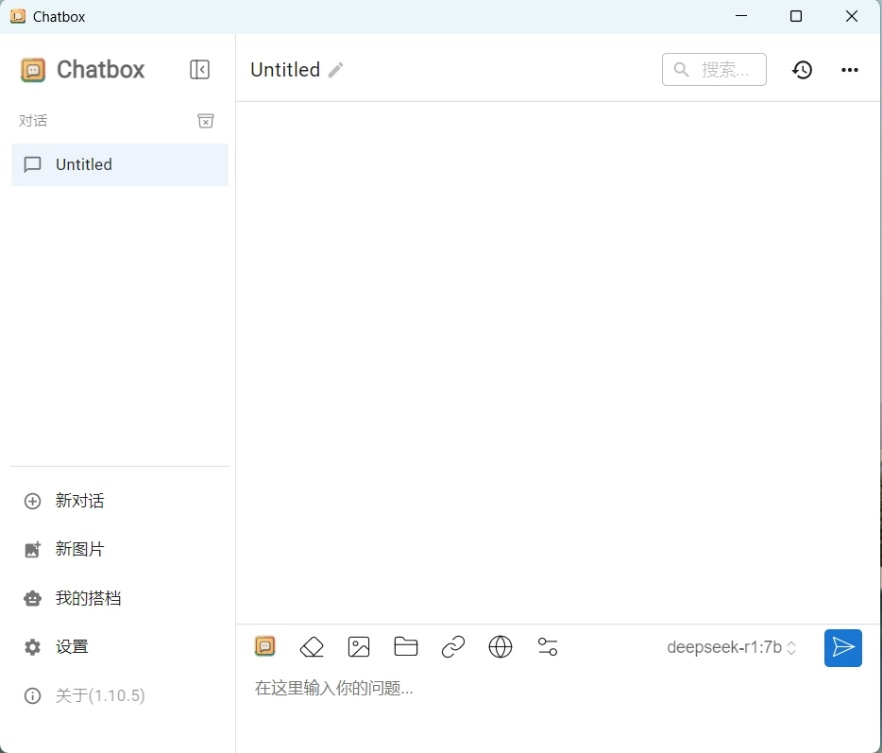 Chatbox
Chatbox
Untitled
搜索...
对话
Untitled
新对话
新图片
我的搭档
设置
关于(1.10.5)
deepseek-r1:7b
在这里输入你的问题...